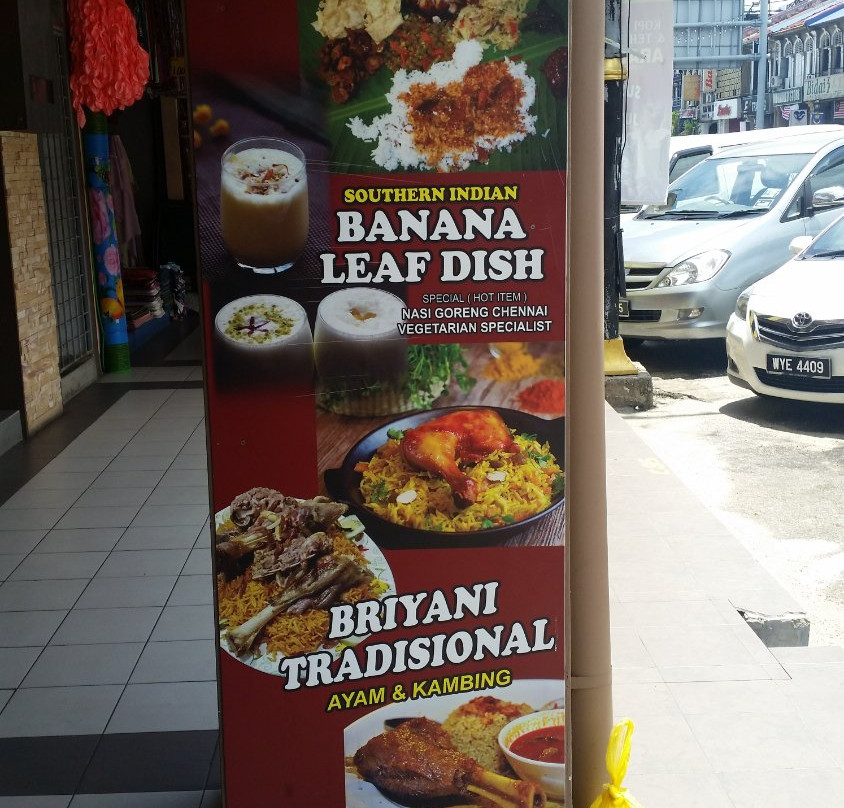 SOUTHERN INDIAN
BANANA
LEAF DISH
SPECIAL ( HOT ITEM )
NASI GORENG CHENNAI
VEGETARIAN SPECIALIST
BRIYANI
TRADISIONAL
AYAM & KAMBING
WYE 4409
KOPI